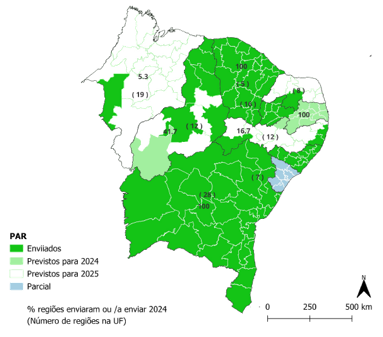 100
5.3
( 8 )
( 5 )
( 19 )
( 10 )
100
( 12 )
41.7
16.7
( 12 )
( 7 )
( 28 )
100
PAR
Enviiados
Previstos para 2024
Previstos para 2025
Parcial
% regiões enviaram ou /a enviar 2024
(Número de regiões na UF)
N
0 250 500 km